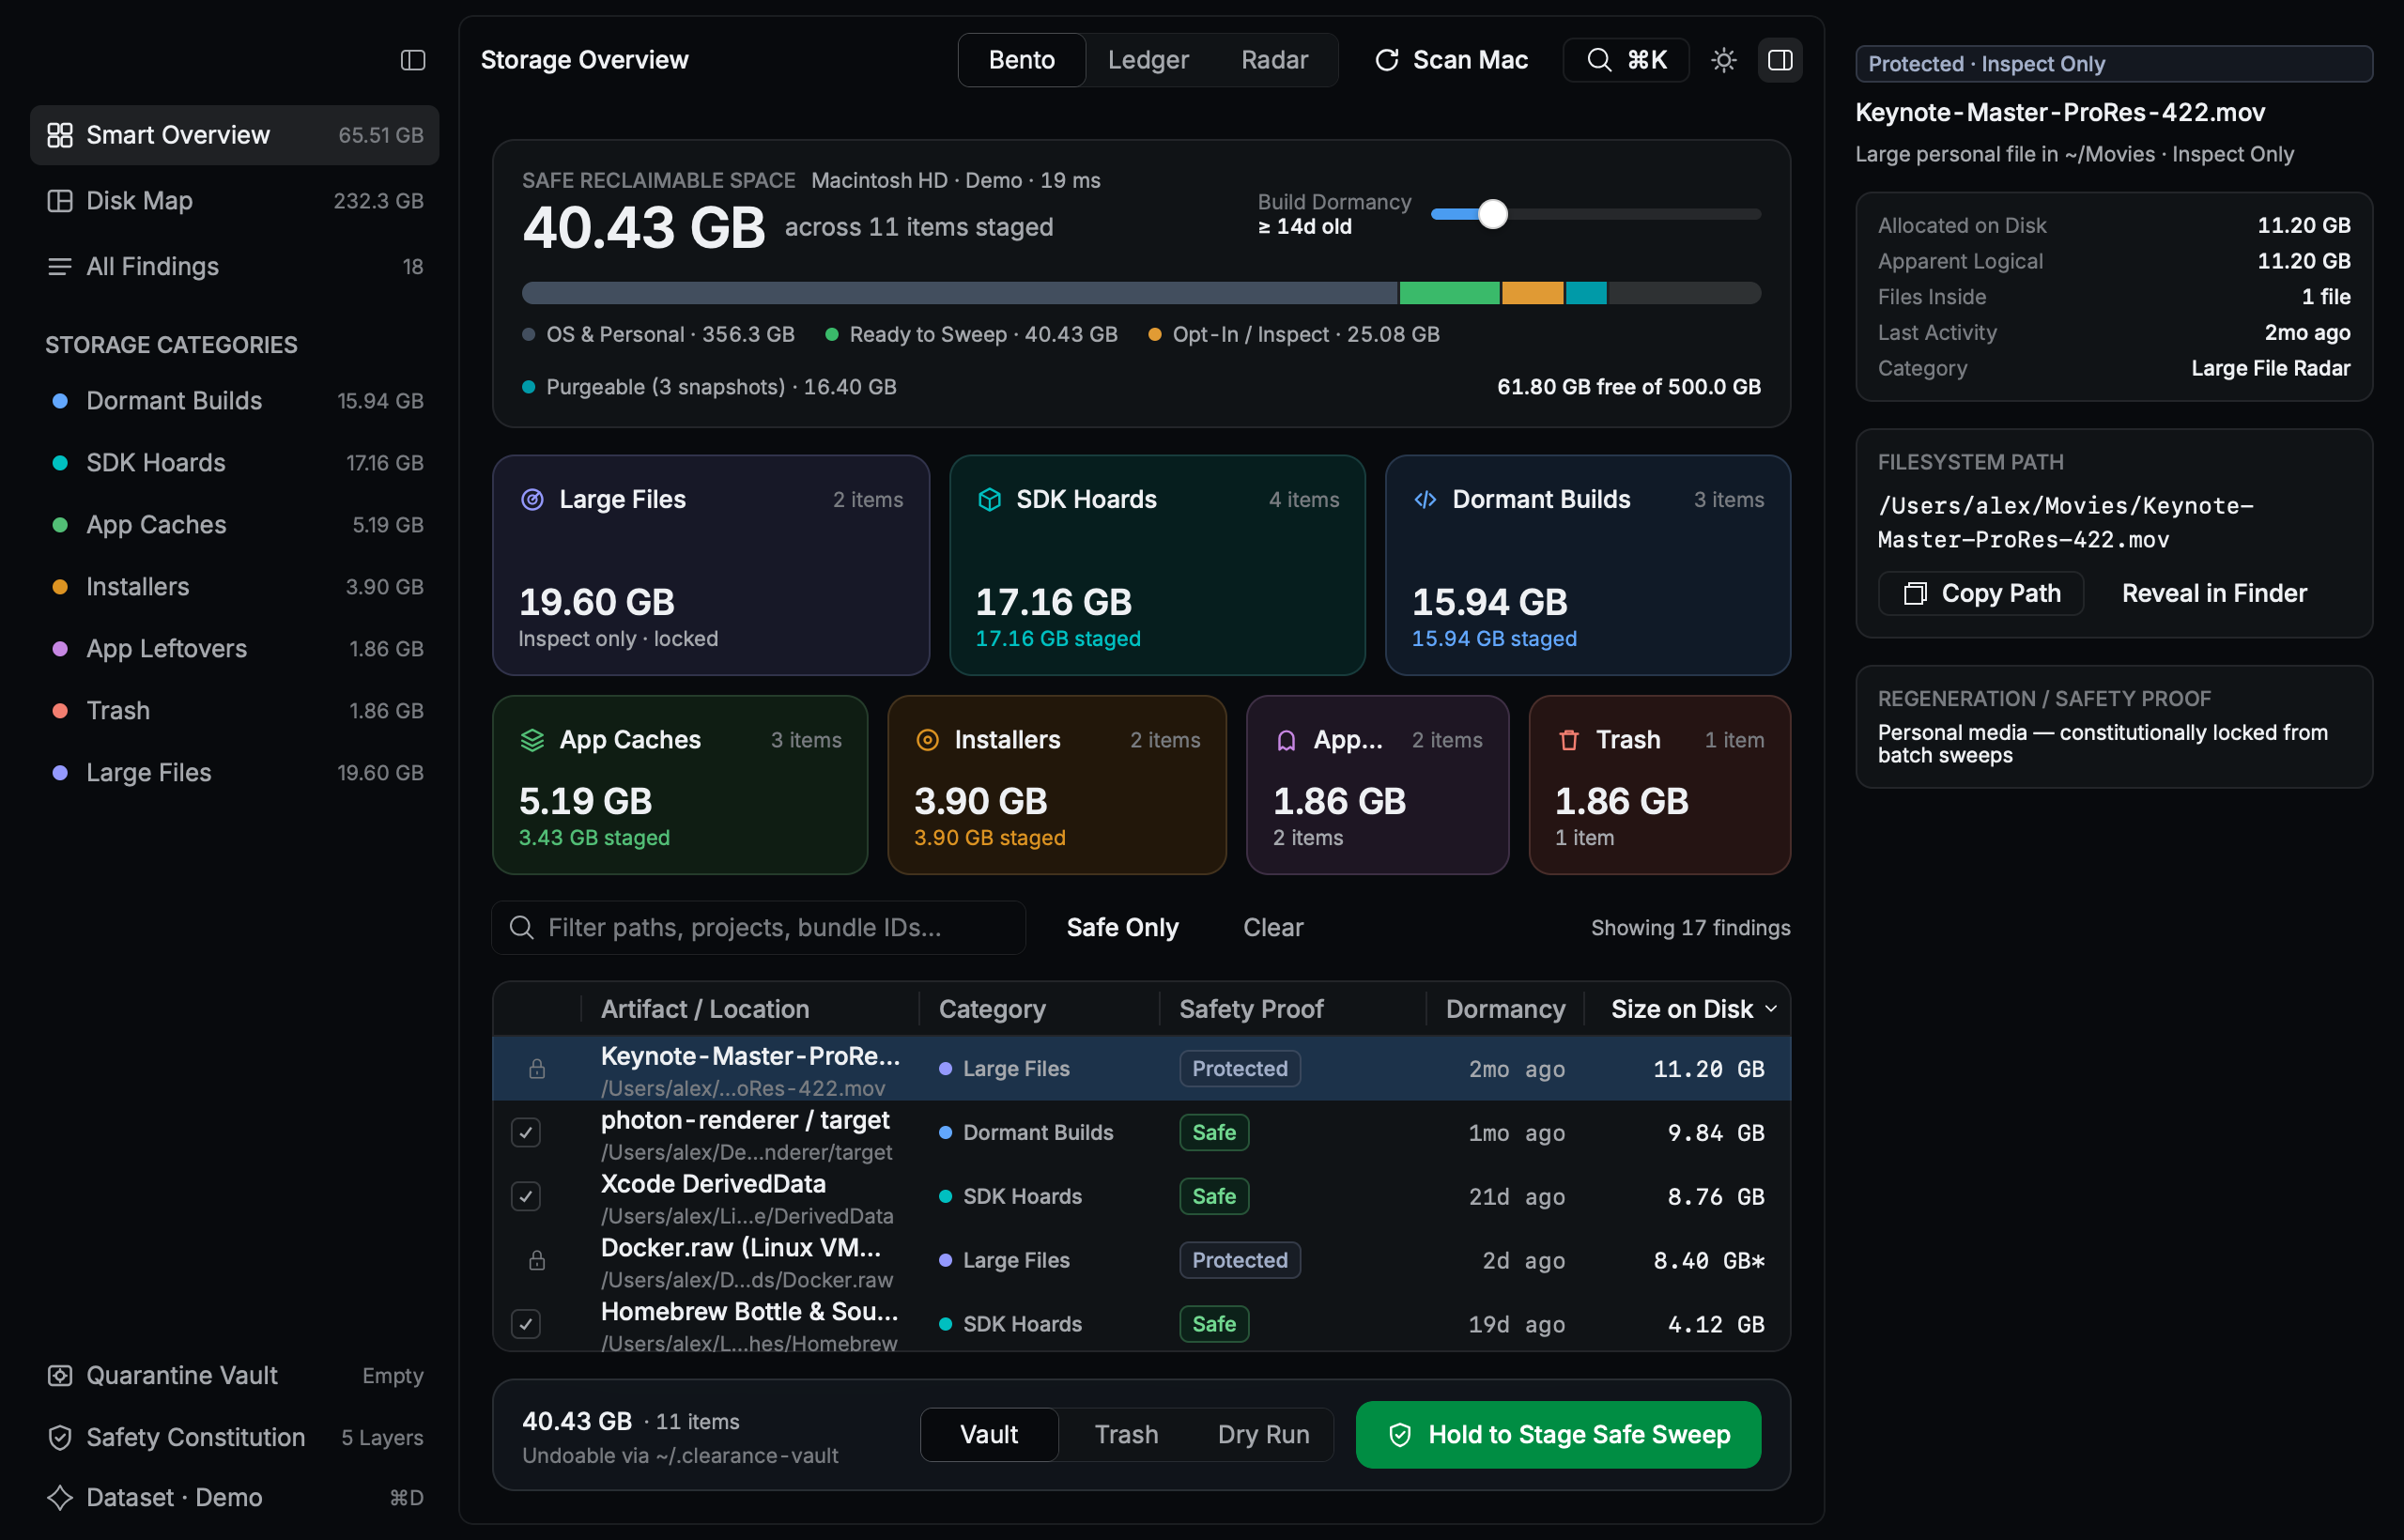 Smart Overview 65.51 GB
Disk Map 232.3 GB
All Findings 18
STORAGE CATEGORIES
Dormant Builds 15.94 GB
SDK Hoards 17.16 GB
App Caches 5.19 GB
Installers 3.90 GB
App Leftovers 1.86 GB
Trash 1.86 GB
Large Files 19.60 GB
Quarantine Vault Empty
Safety Constitution 5 Layers
Dataset · Demo ⌘D
Storage Overview
Bento Ledger Radar
Scan Mac
⌘K
SAFE RECLAIMABLE SPACE Macintosh HD · Demo · 19 ms
40.43 GB across 11 items staged
Build Dormancy
≥ 14d old
OS & Personal · 356.3 GB Ready to Sweep · 40.43 GB Opt-In / Inspect · 25.08 GB
Purgeable (3 snapshots) · 16.40 GB 61.80 GB free of 500.0 GB
Large Files 2 items
19.60 GB
Inspect only · locked
SDK Hoards 4 items
17.16 GB
17.16 GB staged
Dormant Builds 3 items
15.94 GB
15.94 GB staged
App Caches 3 items
5.19 GB
3.43 GB staged
Installers 2 items
3.90 GB
3.90 GB staged
App... 2 items
1.86 GB
2 items
Trash 1 item
1.86 GB
1 item
Filter paths, projects, bundle IDs... Safe Only Clear Showing 17 findings
Artifact / Location Category Safety Proof Dormancy Size on Disk
Keynote-Master-ProRe... Large Files Protected 2mo ago 11.20 GB
/Users/alex/...oRes-422.mov
photon-renderer / target Dormant Builds Safe 1mo ago 9.84 GB
/Users/alex/De...nderer/target
Xcode DerivedData SDK Hoards Safe 21d ago 8.76 GB
/Users/alex/Li...e/DerivedData
Docker.raw (Linux VM... Large Files Protected 2d ago 8.40 GB*
/Users/alex/D...ds/Docker.raw
Homebrew Bottle & Sou... SDK Hoards Safe 19d ago 4.12 GB
/Users/alex/L...hes/Homebrew
40.43 GB · 11 items
Undoable via ~/.clearance-vault
Vault Trash Dry Run
Hold to Stage Safe Sweep
Protected · Inspect Only
Keynote-Master-ProRes-422.mov
Large personal file in ~/Movies · Inspect Only
Allocated on Disk 11.20 GB
Apparent Logical 11.20 GB
Files Inside 1 file
Last Activity 2mo ago
Category Large File Radar
FILESYSTEM PATH
/Users/alex/Movies/Keynote-
Master-ProRes-422.mov
Copy Path Reveal in Finder
REGENERATION / SAFETY PROOF
Personal media — constitutionally locked from
batch sweeps